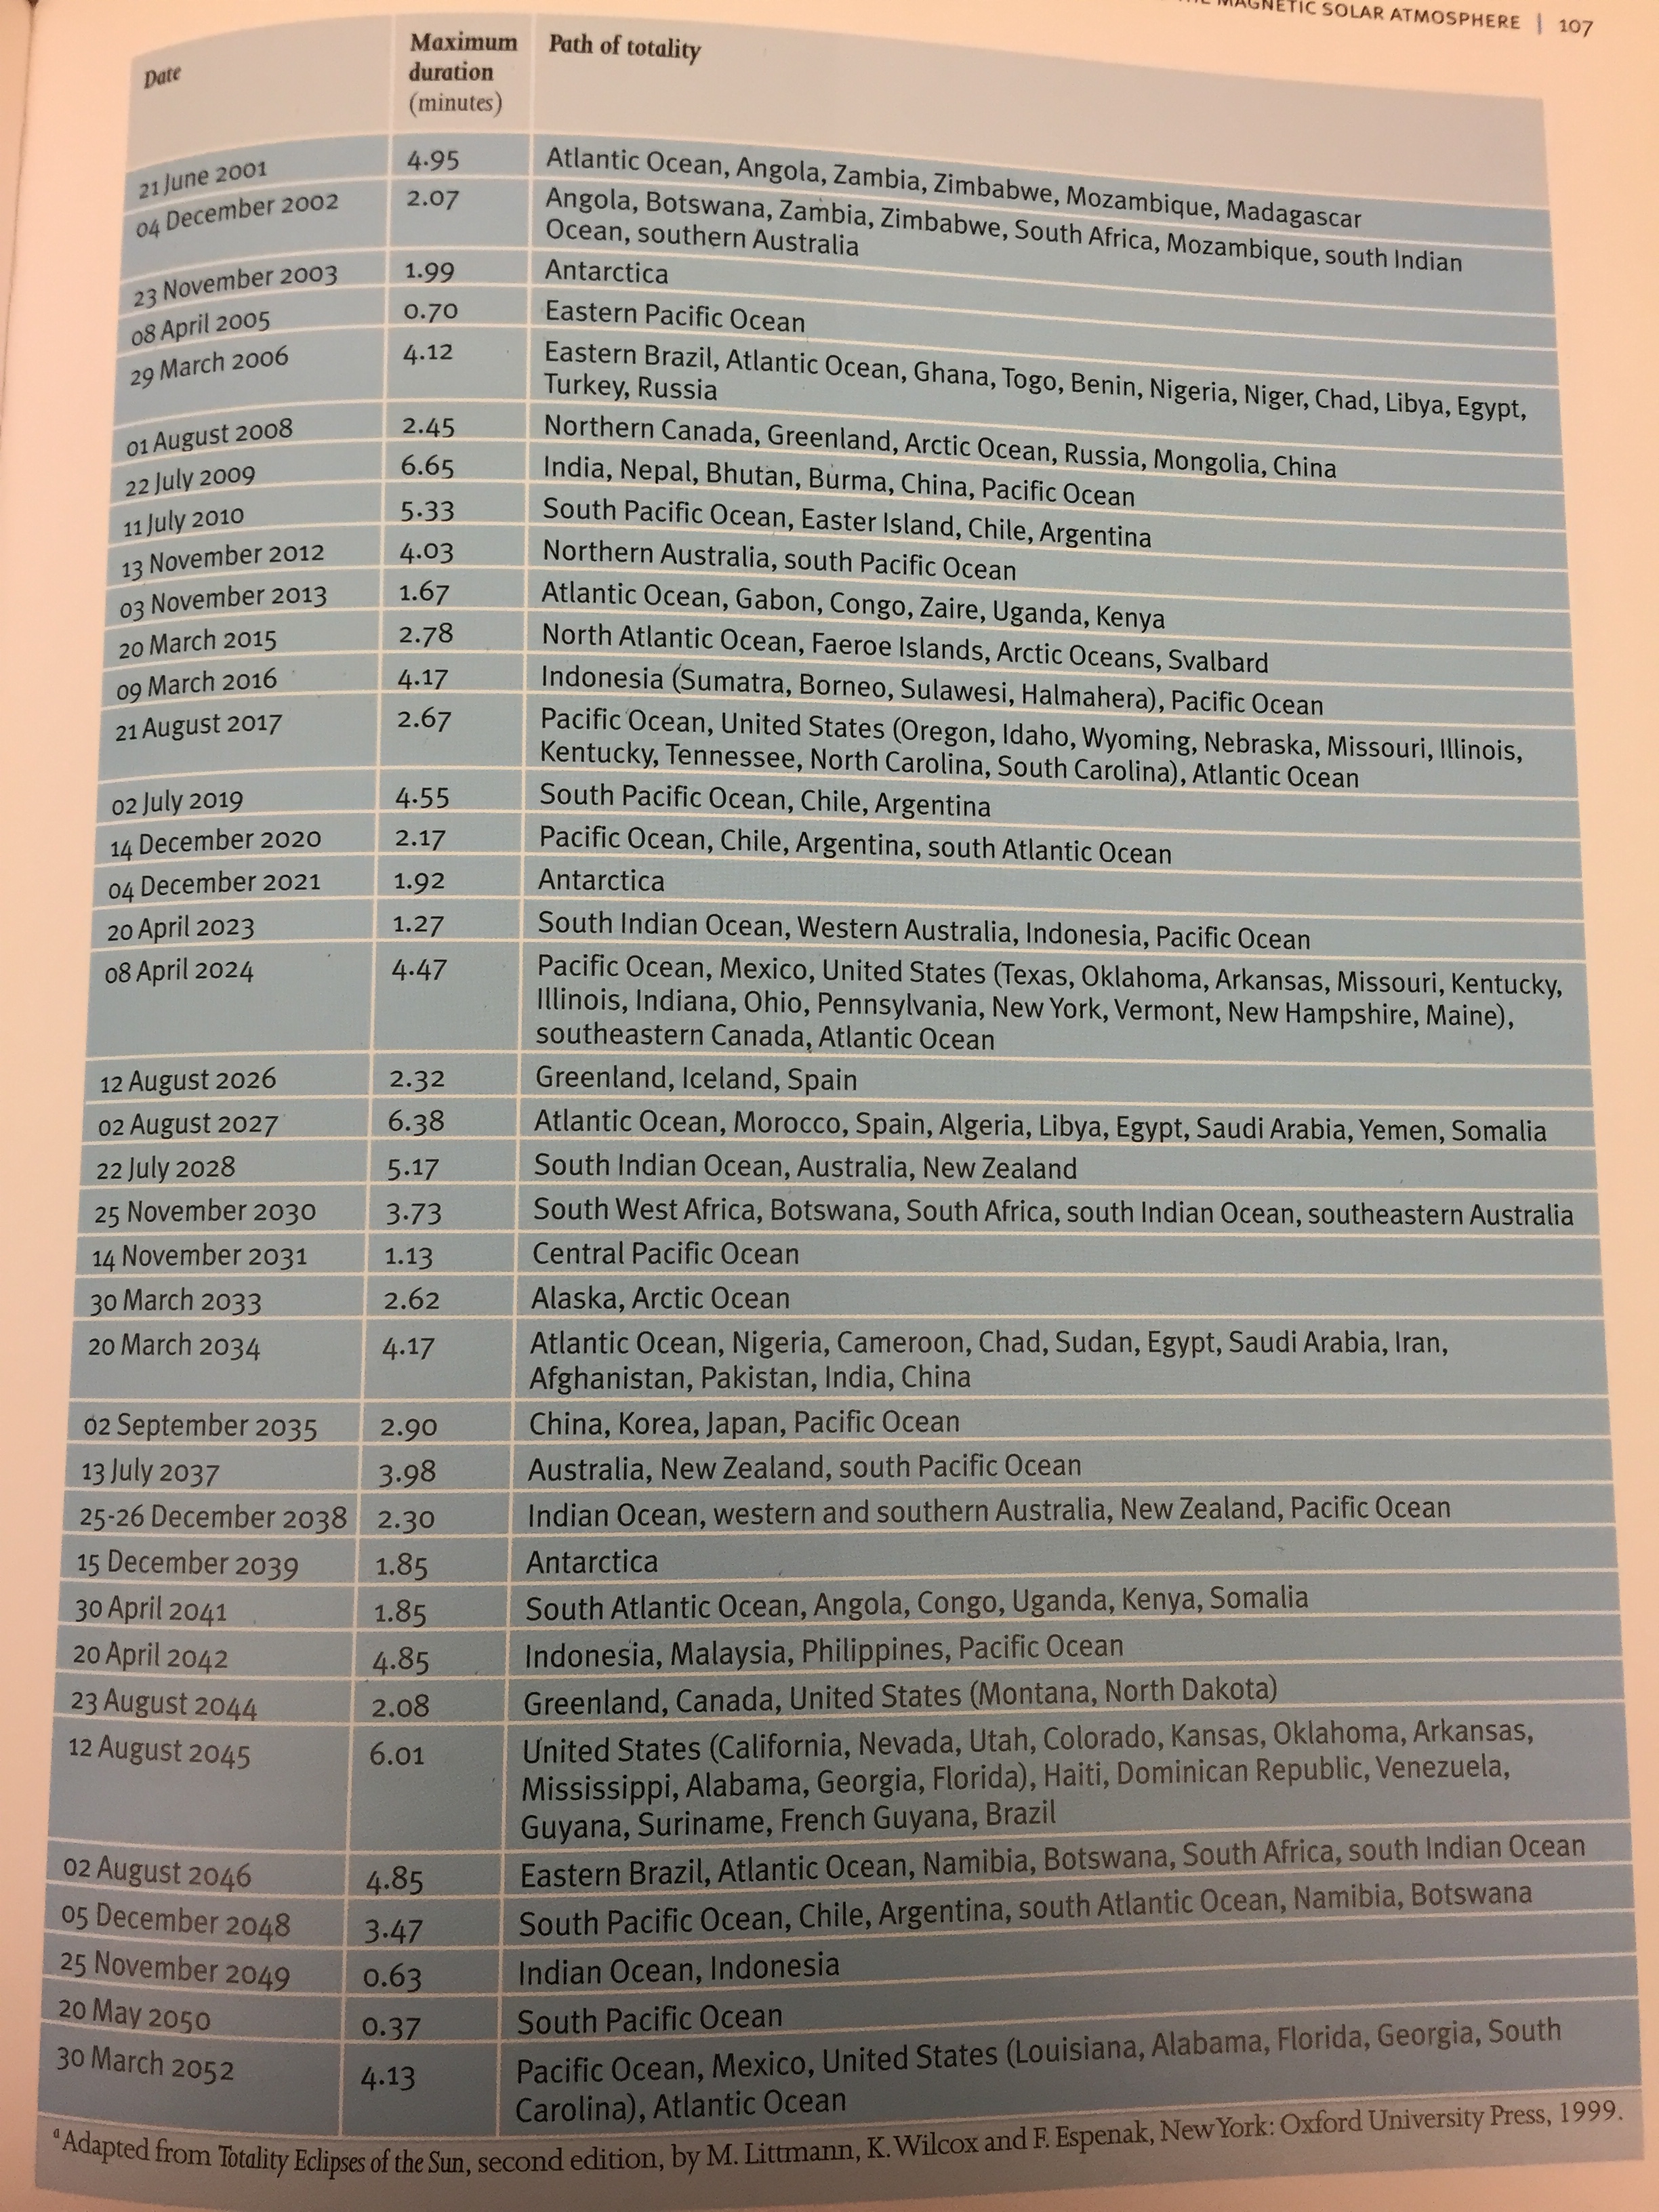 MAGNETIC SOLAR ATMOSPHERE | 107
Date Maximum duration (minutes) Path of totality
21 June 2001 4.95 Atlantic Ocean, Angola, Zambia, Zimbabwe, Mozambique, Madagascar
04 December 2002 2.07 Angola, Botswana, Zambia, Zimbabwe, South Africa, Mozambique, south Indian
Ocean, southern Australia
23 November 2003 1.99 Antarctica
08 April 2005 0.70 Eastern Pacific Ocean
29 March 2006 4.12 Eastern Brazil, Atlantic Ocean, Ghana, Togo, Benin, Nigeria, Niger, Chad, Libya, Egypt,
Turkey, Russia
01 August 2008 2.45 Northern Canada, Greenland, Arctic Ocean, Russia, Mongolia, China
22 July 2009 6.65 India, Nepal, Bhutan, Burma, China, Pacific Ocean
11 July 2010 5.33 South Pacific Ocean, Easter Island, Chile, Argentina
13 November 2012 4.03 Northern Australia, south Pacific Ocean
03 November 2013 1.67 Atlantic Ocean, Gabon, Congo, Zaire, Uganda, Kenya
20 March 2015 2.78 North Atlantic Ocean, Faeroe Islands, Arctic Oceans, Svalbard
09 March 2016 4.17 Indonesia (Sumatra, Borneo, Sulawesi, Halmahera), Pacific Ocean
21 August 2017 2.67 Pacific Ocean, United States (Oregon, Idaho, Wyoming, Nebraska, Missouri, Illinois,
Kentucky, Tennessee, North Carolina, South Carolina), Atlantic Ocean
02 July 2019 4.55 South Pacific Ocean, Chile, Argentina
14 December 2020 2.17 Pacific Ocean, Chile, Argentina, south Atlantic Ocean
04 December 2021 1.92 Antarctica
20 April 2023 1.27 South Indian Ocean, Western Australia, Indonesia, Pacific Ocean
08 April 2024 4.47 Pacific Ocean, Mexico, United States (Texas, Oklahoma, Arkansas, Missouri, Kentucky,
Illinois, Indiana, Ohio, Pennsylvania, New York, Vermont, New Hampshire, Maine),
southeastern Canada, Atlantic Ocean
12 August 2026 2.32 Greenland, Iceland, Spain
02 August 2027 6.38 Atlantic Ocean, Morocco, Spain, Algeria, Libya, Egypt, Saudi Arabia, Yemen, Somalia
22 July 2028 5.17 South Indian Ocean, Australia, New Zealand
25 November 2030 3.73 South West Africa, Botswana, South Africa, south Indian Ocean, southeastern Australia
14 November 2031 1.13 Central Pacific Ocean
30 March 2033 2.62 Alaska, Arctic Ocean
20 March 2034 4.17 Atlantic Ocean, Nigeria, Cameroon, Chad, Sudan, Egypt, Saudi Arabia, Iran,
Afghanistan, Pakistan, India, China
02 September 2035 2.90 China, Korea, Japan, Pacific Ocean
13 July 2037 3.98 Australia, New Zealand, south Pacific Ocean
25-26 December 2038 2.30 Indian Ocean, western and southern Australia, New Zealand, Pacific Ocean
15 December 2039 1.85 Antarctica
30 April 2041 1.85 South Atlantic Ocean, Angola, Congo, Uganda, Kenya, Somalia
20 April 2042 4.85 Indonesia, Malaysia, Philippines, Pacific Ocean
23 August 2044 2.08 Greenland, Canada, United States (Montana, North Dakota)
12 August 2045 6.01 United States (California, Nevada, Utah, Colorado, Kansas, Oklahoma, Arkansas,
Mississippi, Alabama, Georgia, Florida), Haiti, Dominican Republic, Venezuela,
Guyana, Suriname, French Guyana, Brazil
02 August 2046 4.85 Eastern Brazil, Atlantic Ocean, Namibia, Botswana, South Africa, south Indian Ocean
05 December 2048 3.47 South Pacific Ocean, Chile, Argentina, south Atlantic Ocean, Namibia, Botswana
25 November 2049 0.63 Indian Ocean, Indonesia
20 May 2050 0.37 South Pacific Ocean
30 March 2052 4.13 Pacific Ocean, Mexico, United States (Louisiana, Alabama, Florida, Georgia, South
Carolina), Atlantic Ocean
a Adapted from Totality Eclipses of the Sun, second edition, by M. Littmann, K. Wilcox and F. Espenak, New York: Oxford University Press, 1999.